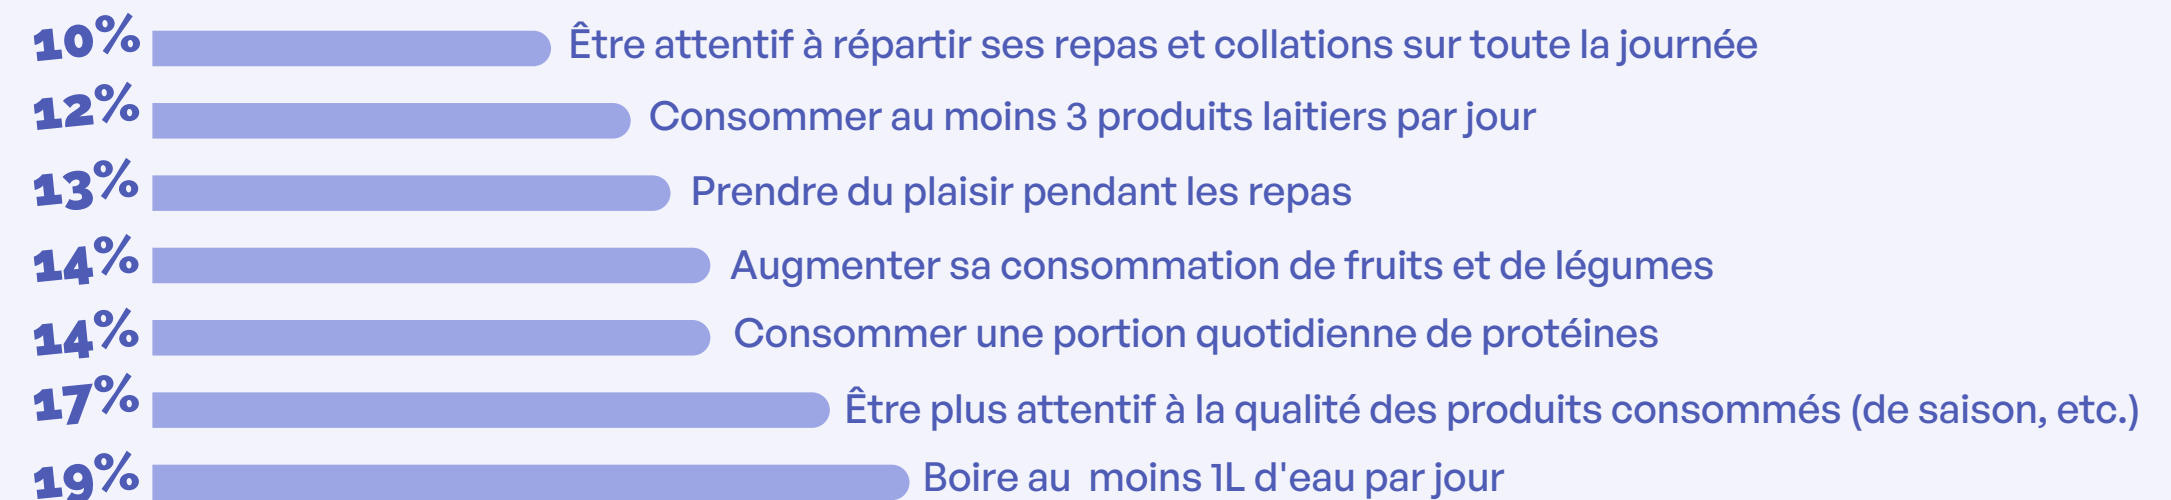 10% Être attentif à répartir ses repas et collations sur toute la journée
12% Consommer au moins 3 produits laitiers par jour
13% Prendre du plaisir pendant les repas
14% Augmenter sa consommation de fruits et de légumes
14% Consommer une portion quotidienne de protéines
17% Être plus attentif à la qualité des produits consommés (de saison, etc.)
19% Boire au  moins 1L d'eau par jour